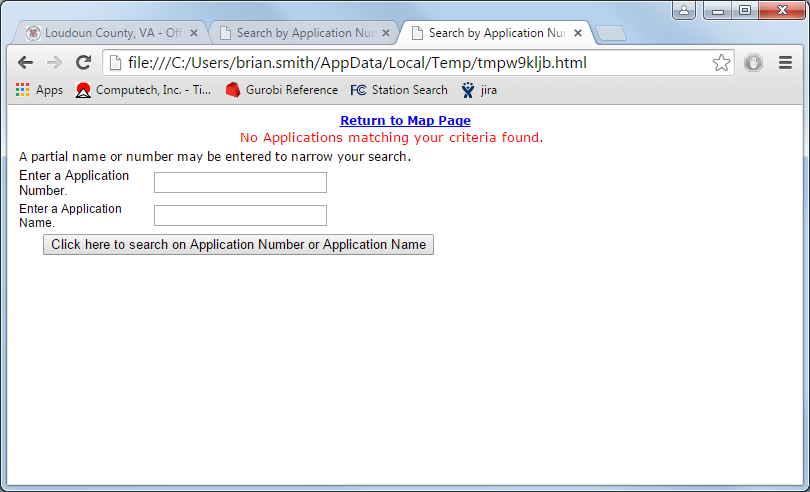 Loudoun County, VA - Off
Search by Application Nu
Search by Application Nu
file:///C:/Users/brian.smith/AppData/Local/Temp/tmpw9kljb.html
Apps
Computech, Inc. - Ti...
Gurobi Reference
FC Station Search
jira
Return to Map Page
No Applications matching your criteria found.
A partial name or number may be entered to narrow your search.
Enter a Application
Number.
Enter a Application
Name.
Click here to search on Application Number or Application Name